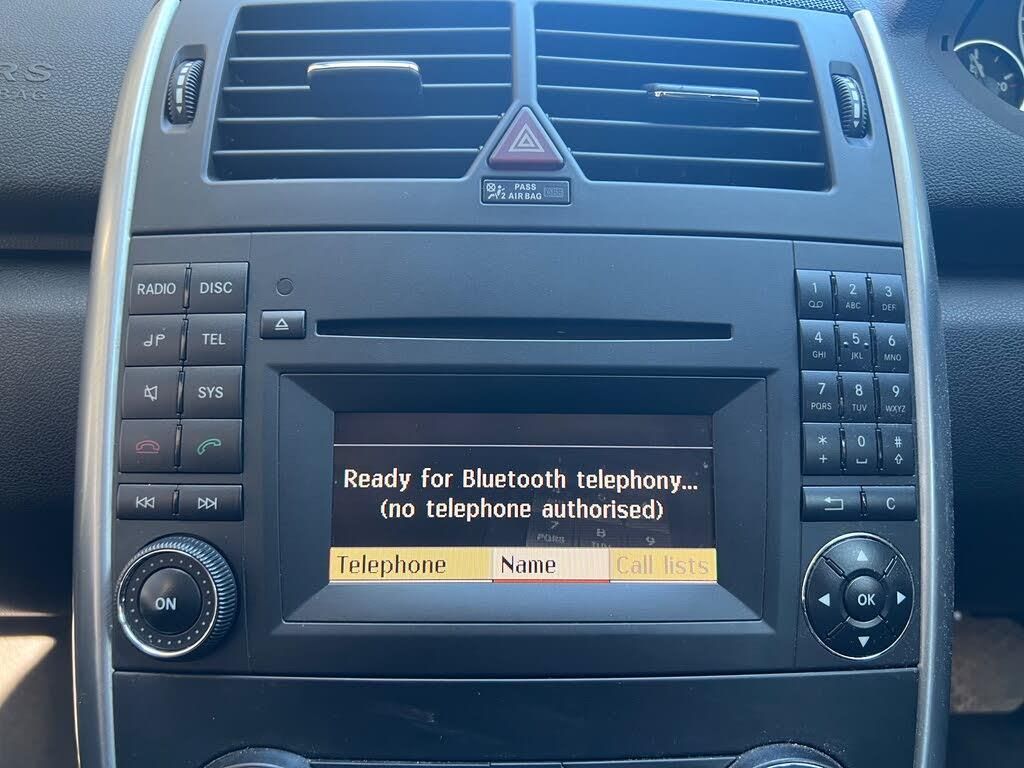 PASS
2 AIR BAG OFF
RADIO DISC
TEL
SYS
ON
Ready for Bluetooth telephony...
(no telephone authorised)
Telephone Name Call lists
1 2 3
ABC DEF
4 5 6
GHI JKL MNO
7 8 9
PQRS TUV WXYZ
* 0 #
+
C
OK